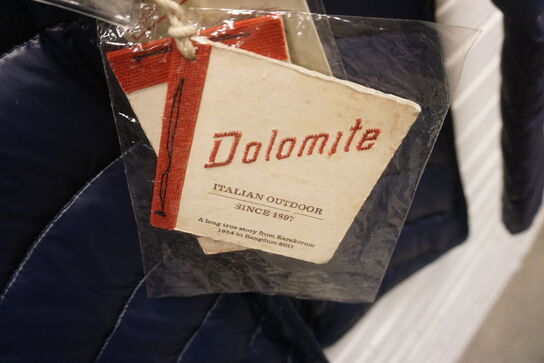 Dolomite
ITALIAN OUTDOOR
SINCE 1897
A long true story from Karakorum
1954 to Rangdum 2011